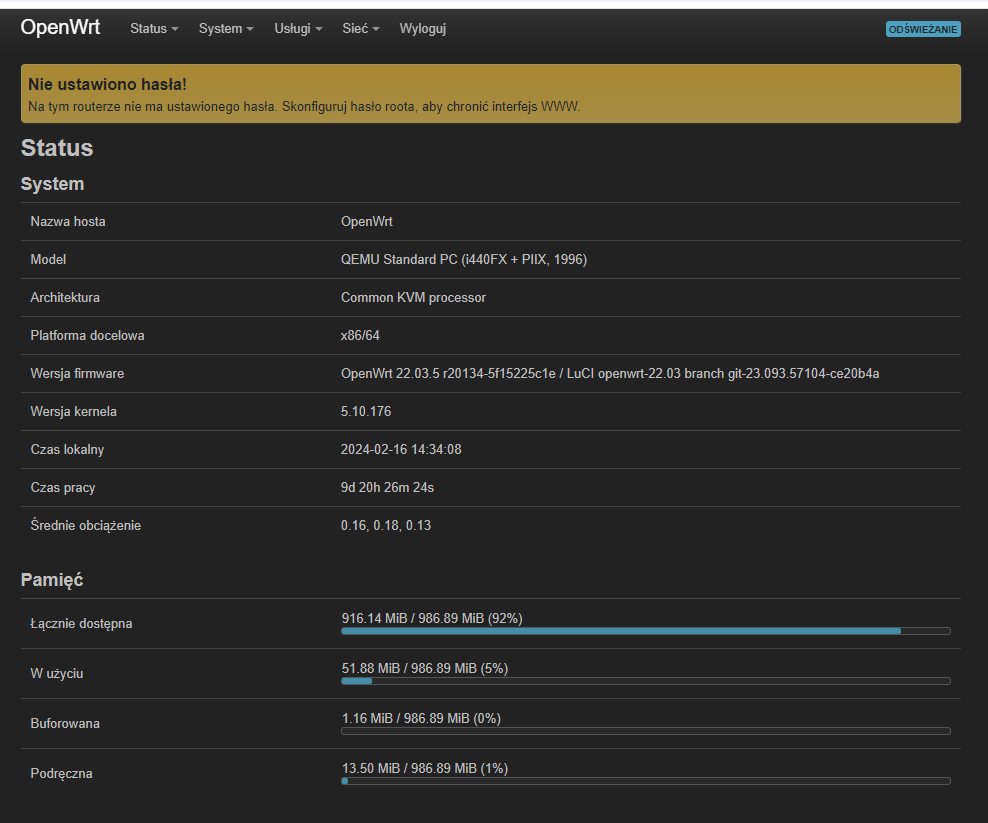 OpenWrt Status System Usługi Sieć Wyloguj ODŚWIEŻANIE
Nie ustawiono hasła!
Na tym routerze nie ma ustawionego hasła. Skonfiguruj hasło roota, aby chronić interfejs WWW.
Status
System
Nazwa hosta OpenWrt
Model QEMU Standard PC (i440FX + PIIX, 1996)
Architektura Common KVM processor
Platforma docelowa x86/64
Wersja firmware OpenWrt 22.03.5 r20134-5f15225c1e / LuCI openwrt-22.03 branch git-23.093.57104-ce20b4a
Wersja kernela 5.10.176
Czas lokalny 2024-02-16 14:34:08
Czas pracy 9d 20h 26m 24s
Średnie obciążenie 0.16, 0.18, 0.13
Pamięć
Łącznie dostępna 916.14 MiB / 986.89 MiB (92%)
W użyciu 51.88 MiB / 986.89 MiB (5%)
Buforowana 1.16 MiB / 986.89 MiB (0%)
Podręczna 13.50 MiB / 986.89 MiB (1%)